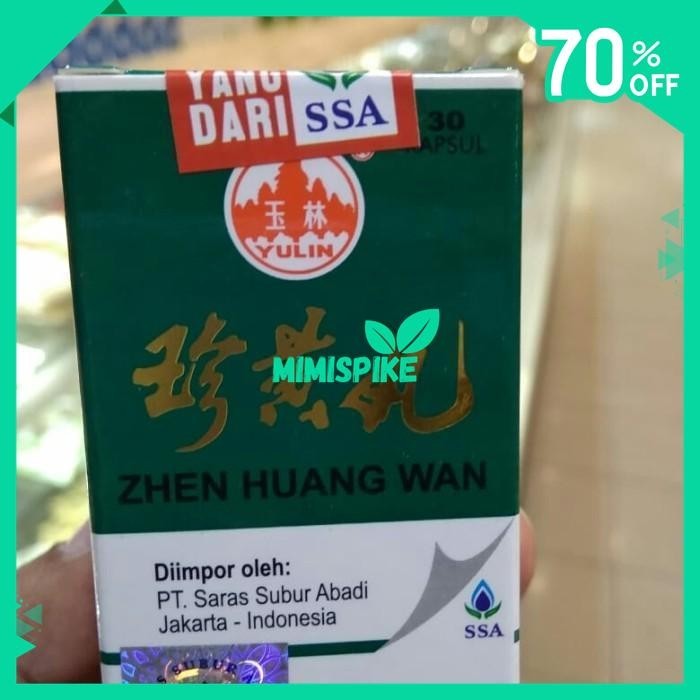 70%
OFF
YANG
DARI
SSA
30
KAPSUL
玉林
YULIN
珍黄丸
MIMISPIKE
ZHEN HUANG WAN
Diimpor oleh:
PT. Saras Subur Abadi
Jakarta - Indonesia
SSA
SUBUR